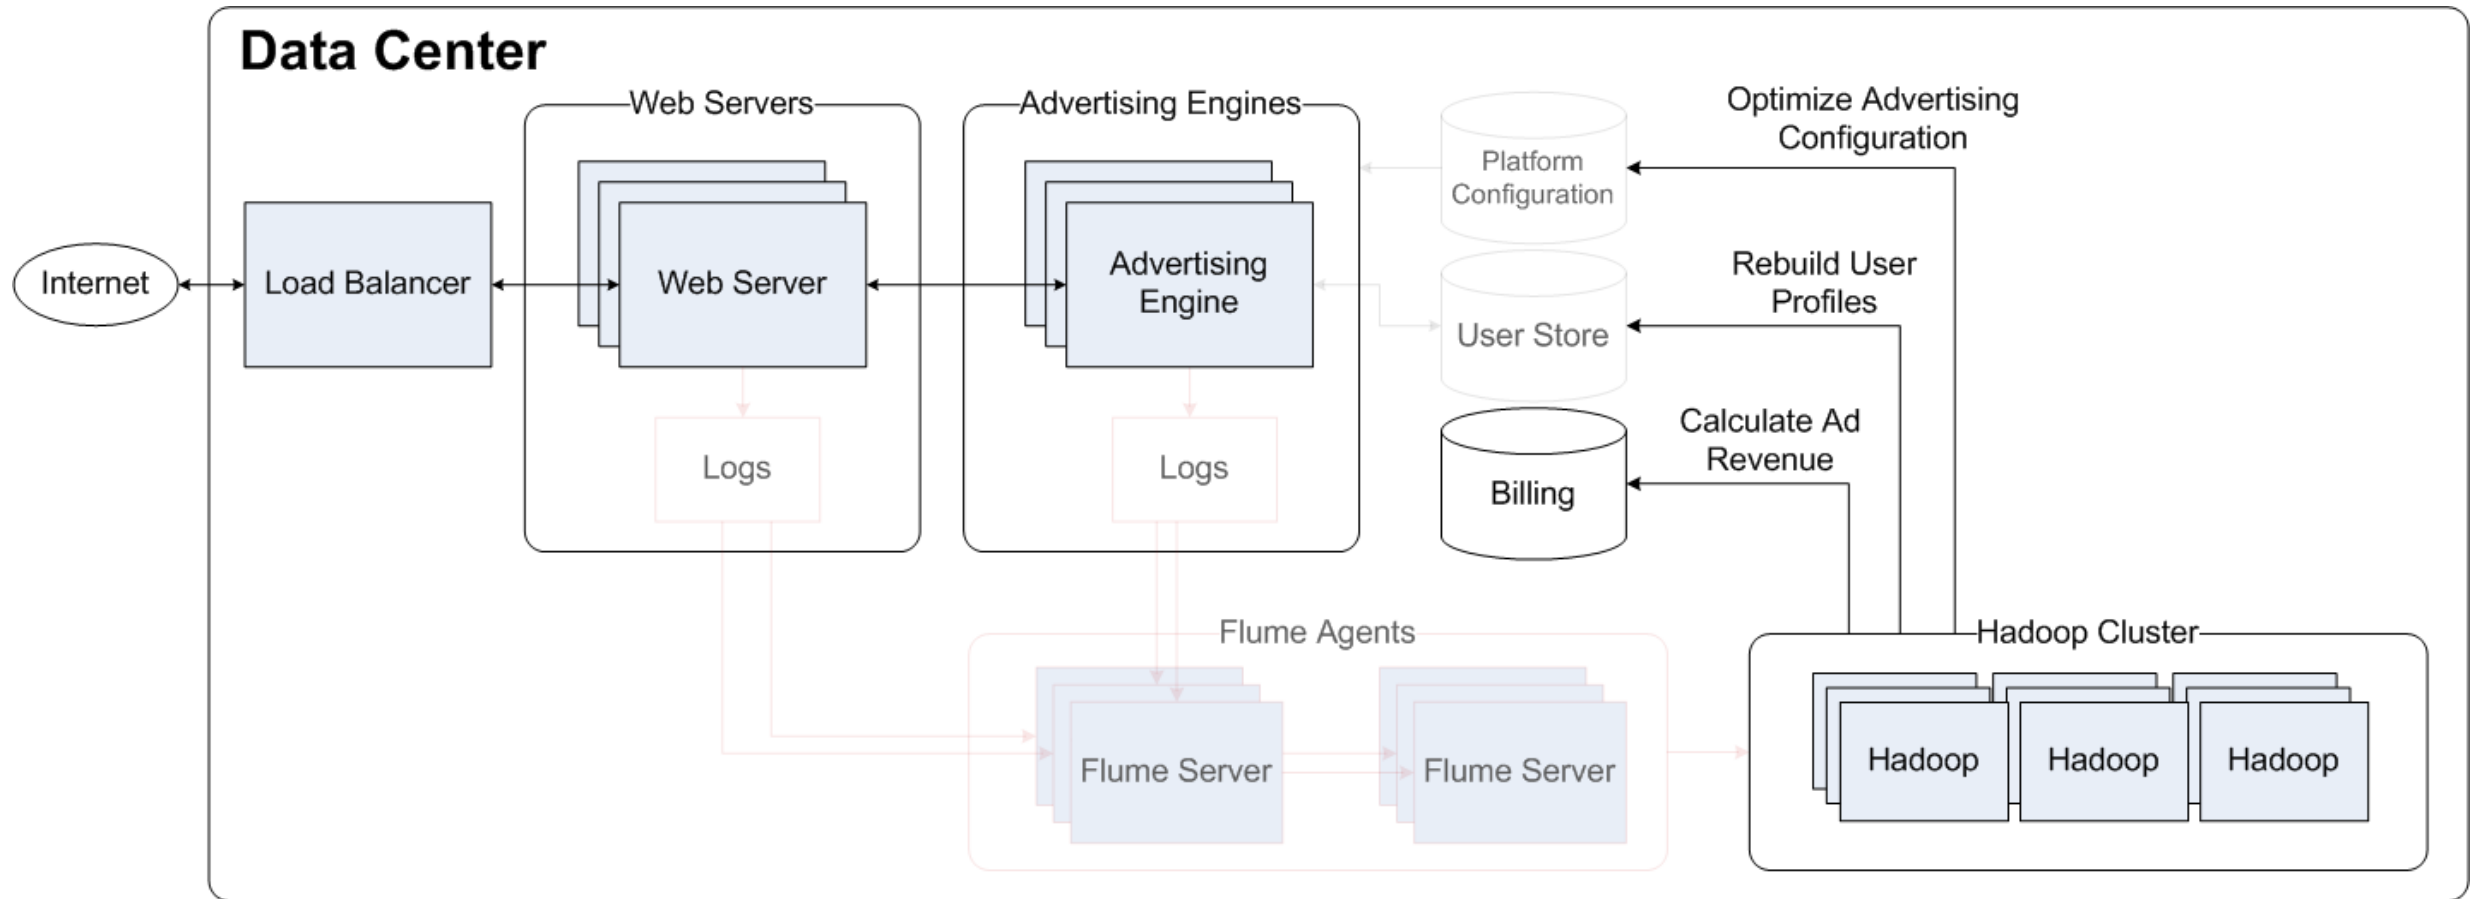 Data Center
Web Servers
Advertising Engines
Optimize Advertising
Configuration
Platform
Configuration
Internet
Load Balancer
Web Server
Advertising
Engine
Rebuild User
Profiles
User Store
Calculate Ad
Revenue
Logs
Logs
Billing
Flume Agents
Hadoop Cluster
Flume Server
Flume Server
Hadoop
Hadoop
Hadoop